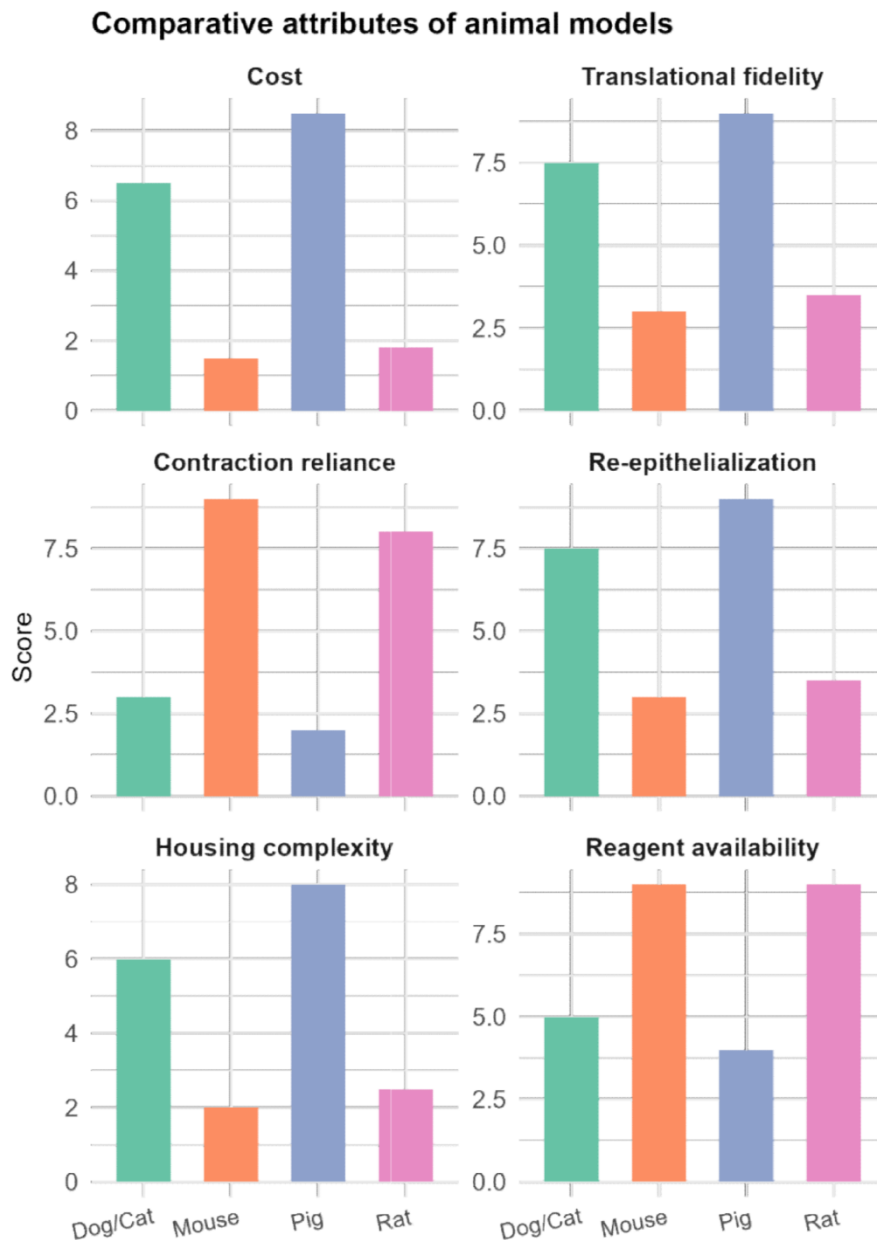 Comparative attributes of animal models
Cost
Translational fidelity
8
6
4
2
0
7.5
5.0
2.5
0.0
Contraction reliance
Re-epithelialization
Score
7.5
5.0
2.5
0.0
7.5
5.0
2.5
0.0
Housing complexity
Reagent availability
8
6
4
2
0
7.5
5.0
2.5
0.0
Dog/Cat Mouse Pig Rat
Dog/Cat Mouse Pig Rat